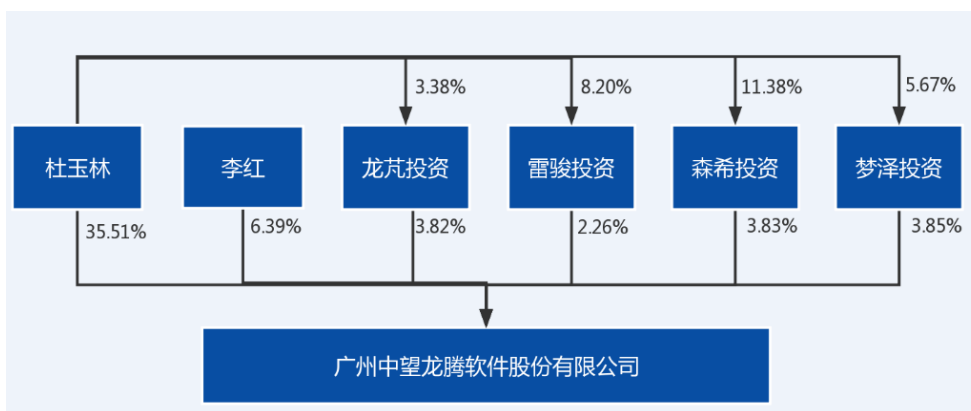 3.38%
8.20%
11.38%
5.67%
杜玉林
李红
龙芃投资
雷骏投资
森希投资
梦泽投资
35.51%
6.39%
3.82%
2.26%
3.83%
3.85%
广州中望龙腾软件股份有限公司